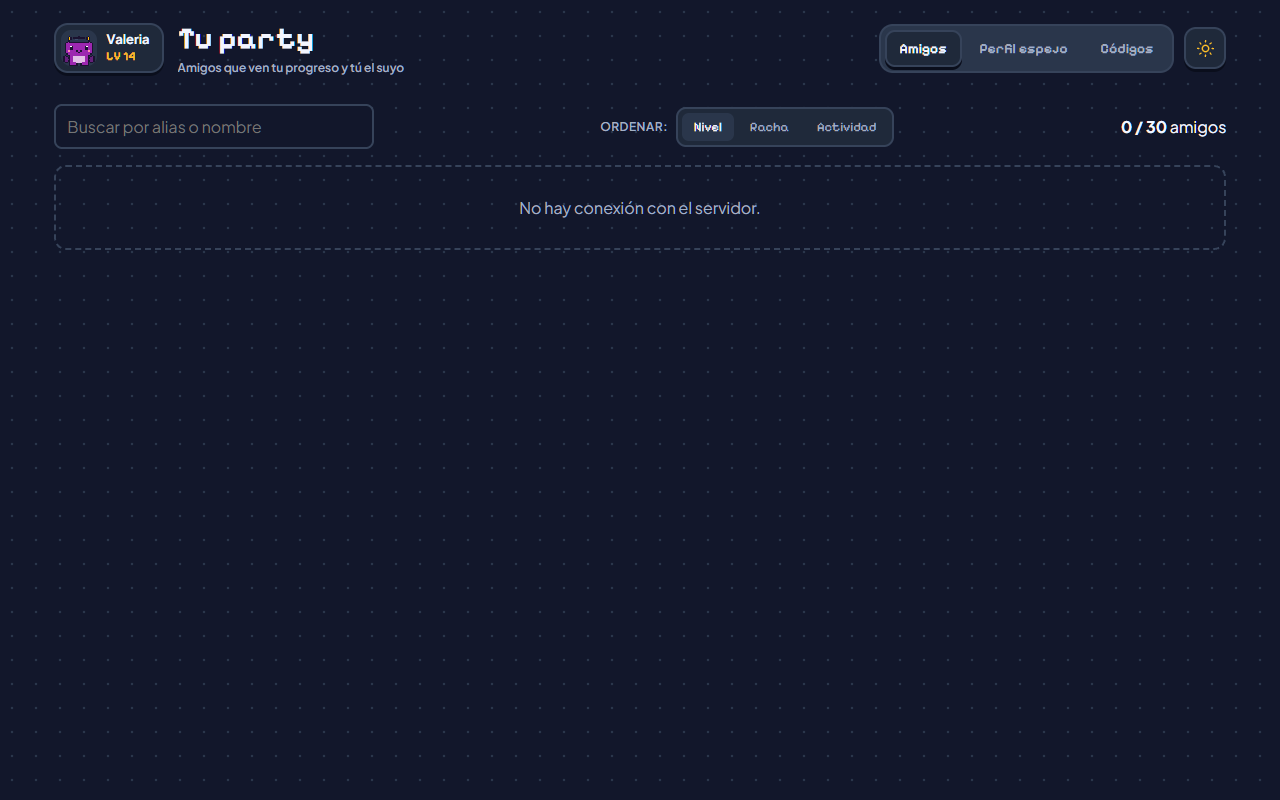 Valeria
LV 14
Tu party
Amigos que ven tu progreso y tú el suyo
Amigos
Perfil espejo
Códigos
Buscar por alias o nombre
ORDENAR:
Nivel
Racha
Actividad
0 / 30 amigos
No hay conexión con el servidor.